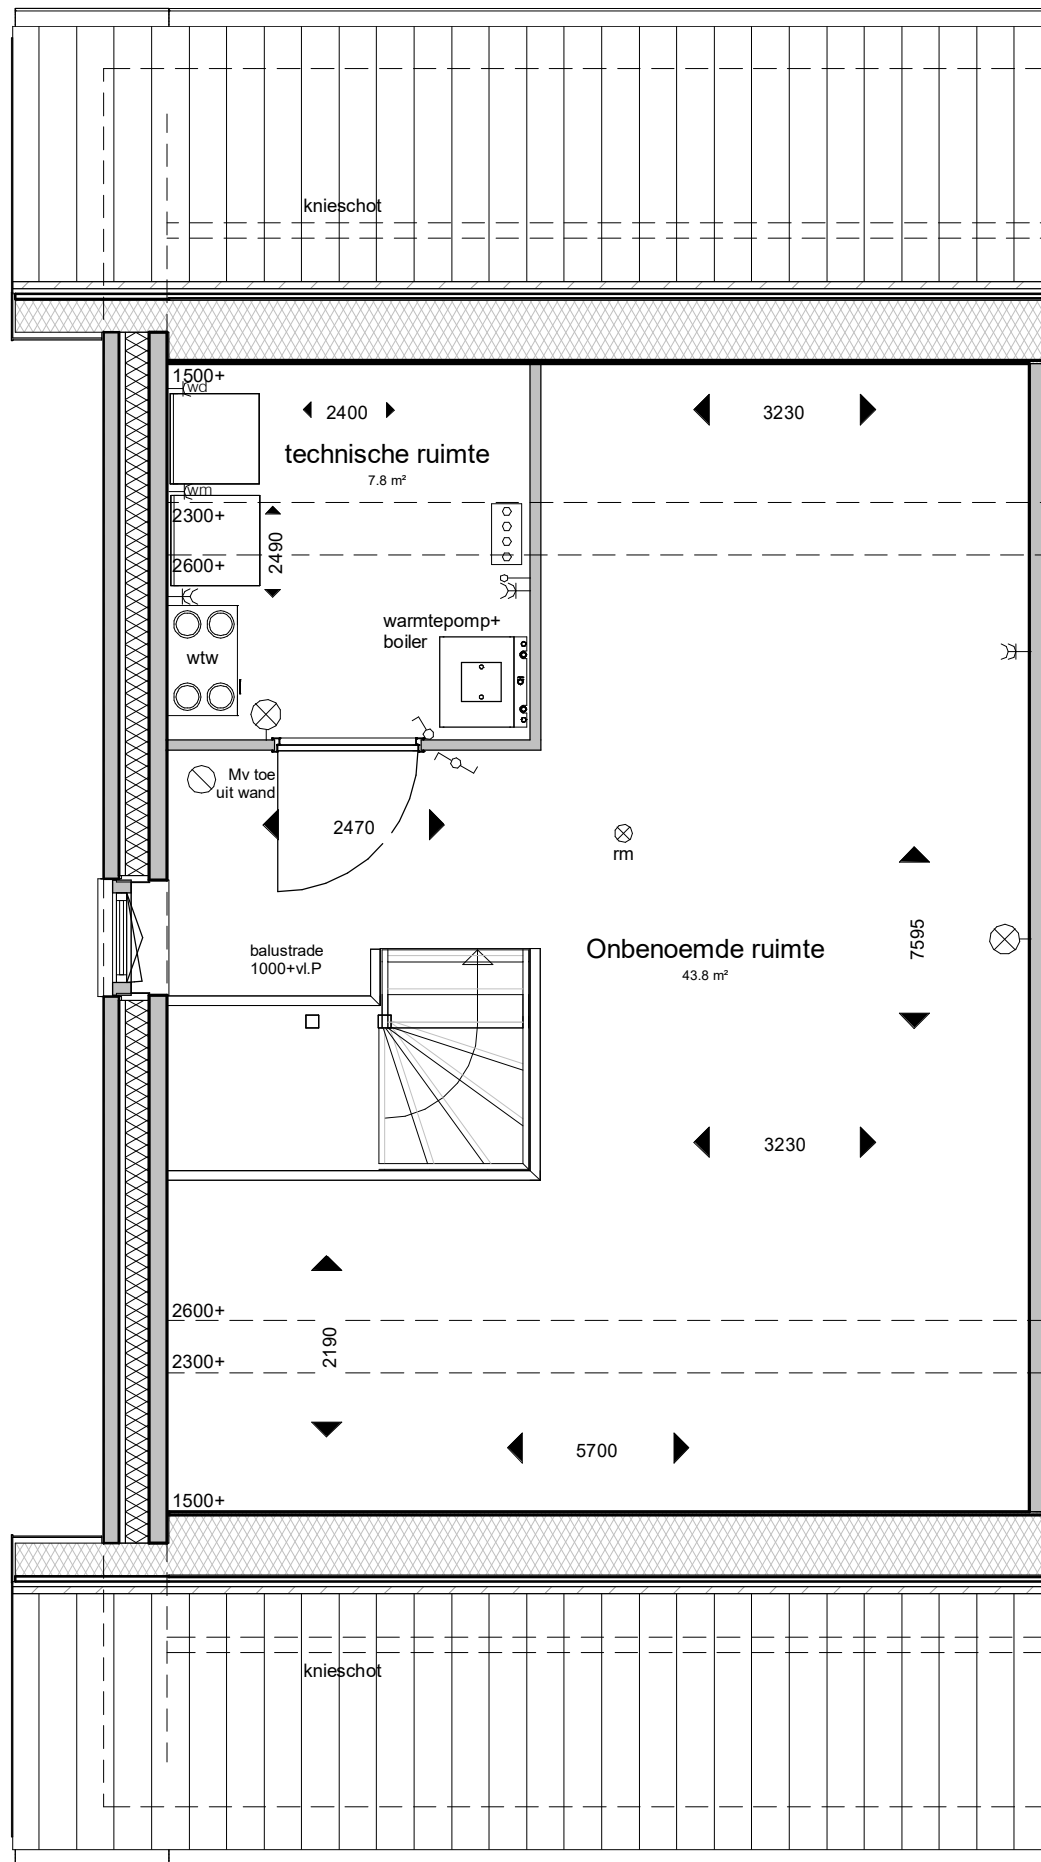 knieschot
1500+
wd
2400
3230
technische ruimte
7.8 m²
wm
2300+
2490
2600+
warmtepomp+
boiler
wtw
Mv toe
uit wand
2470
rm
7595
balustrade
1000+vl.P
Onbenoemde ruimte
43.8 m²
3230
2600+
2190
2300+
5700
1500+
knieschot